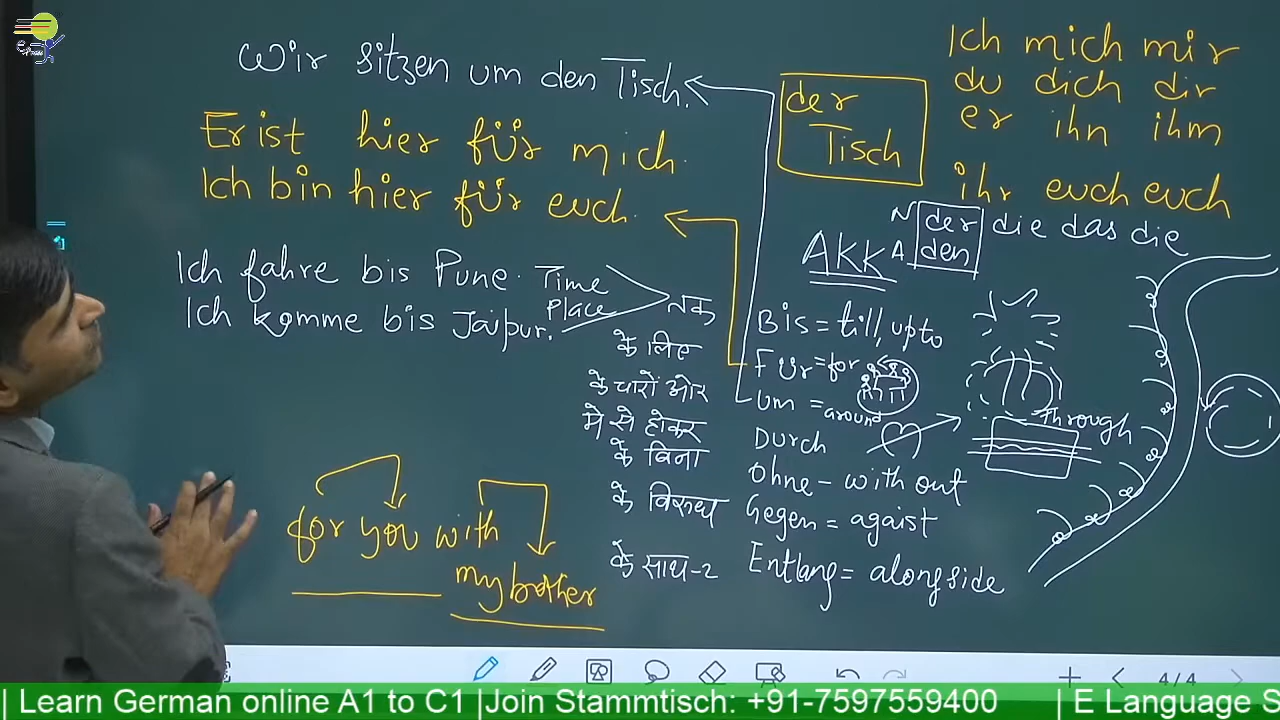 Wir sitzen um den Tisch.
Er ist hier für mich.
Ich bin hier für euch.
Ich fahre bis Pune. Time
Ich komme bis Jaipur. Place
तक
for you with
my brother
der
Tisch
Ich mich mir
du dich dir
er ihn ihm
ihr euch euch
N der die das die
AKK A den
Bis = till, upto
के लिए Für = for
के चारों ओर Um = around
में से होकर Durch Through
के बिना Ohne - with out
के विरूध Gegen = agaist
के साथ-2 Entlang = alongside
4/4
| Learn German online A1 to C1 |Join Stammtisch: +91-7597559400 | E Language S